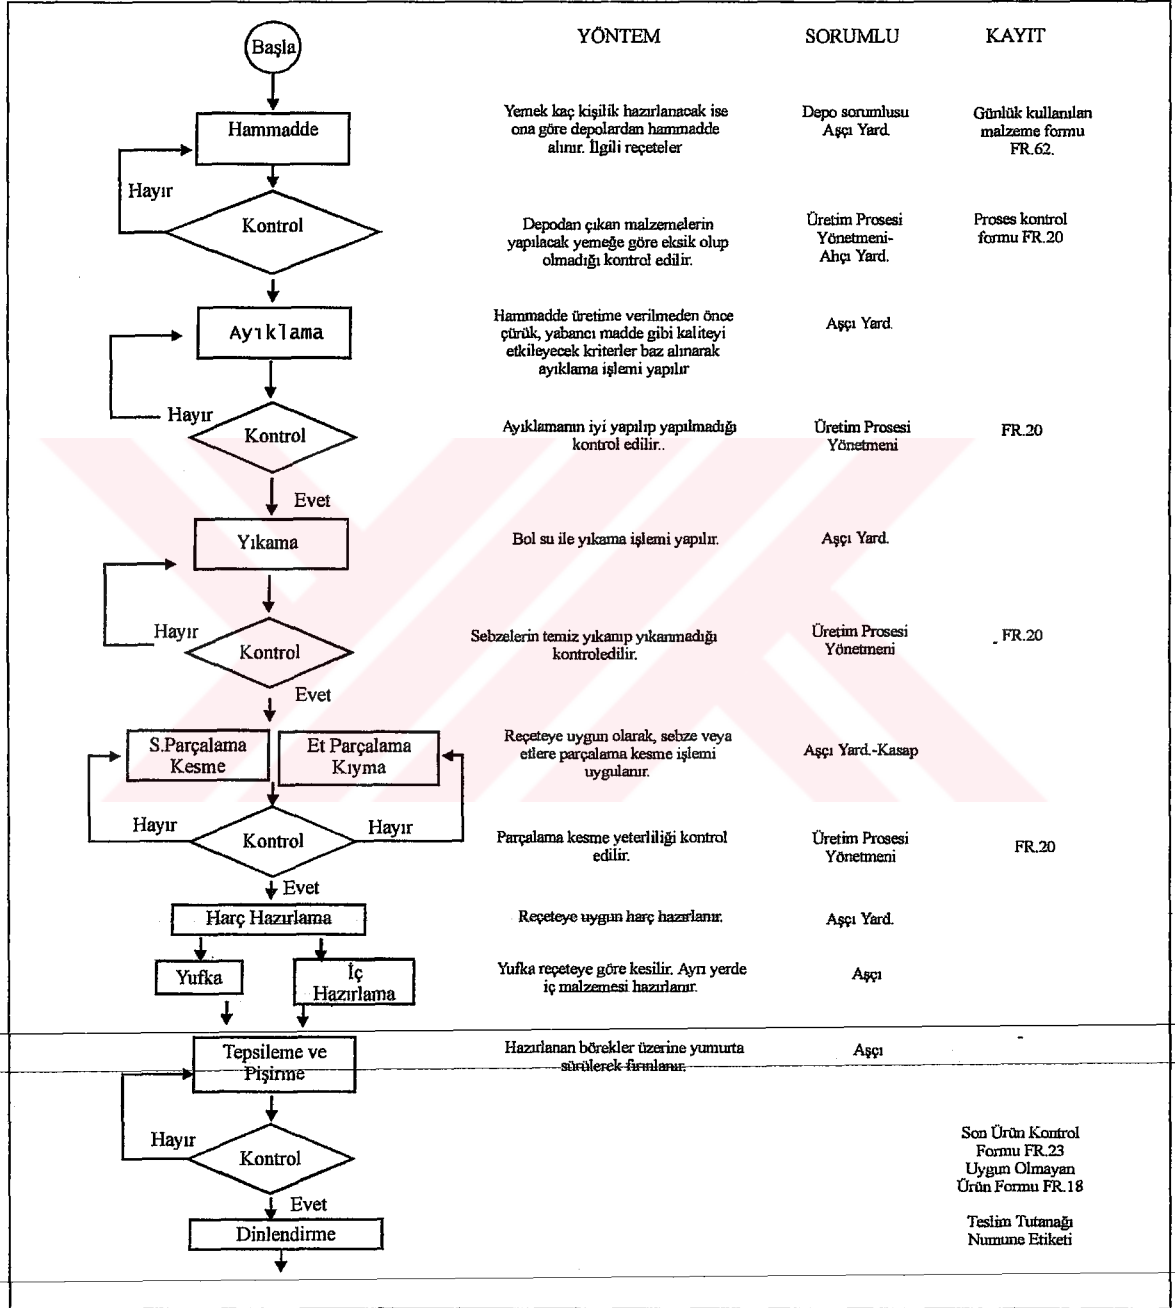 Başla
YÖNTEM
SORUMLU
KAYIT
Hammadde
Yemek kaç kişilik hazırlanacak ise
ona göre depolardan hammadde
alınır. İlgili reçeteler
Depo sorumlusu
Aşçı Yard.
Günlük kullanılan
malzeme formu
FR.62.
Hayır
Kontrol
Depodan çıkan malzemelerin
yapılacak yemeğe göre eksik olup
olmadığı kontrol edilir.
Üretim Prosesi
Yönetmeni-
Ahçı Yard.
Proses kontrol
formu FR.20
Ayıklama
Hammadde üretime verilmeden önce
çürük, yabancı madde gibi kaliteyi
etkileyecek kriterler baz alınarak
ayıklama işlemi yapılır
Aşçı Yard.
Hayır
Kontrol
Ayıklamanın iyi yapılıp yapılmadığı
kontrol edilir..
Üretim Prosesi
Yönetmeni
FR.20
Evet
Yıkama
Bol su ile yıkama işlemi yapılır.
Aşçı Yard.
Hayır
Kontrol
Sebzelerin temiz yıkanıp yıkanmadığı
kontroledilir.
Üretim Prosesi
Yönetmeni
- FR.20
Evet
S.Parçalama
Kesme
Et Parçalama
Kıyma
Reçeteye uygun olarak, sebze veya
etlere parçalama kesme işlemi
uygulanır.
Aşçı Yard.-Kasap
Hayır
Kontrol
Hayır
Parçalama kesme yeterliliği kontrol
edilir.
Üretim Prosesi
Yönetmeni
FR.20
Evet
Harç Hazırlama
Reçeteye uygun harç hazırlanır.
Aşçı Yard.
Yufka
İç
Hazırlama
Yufka reçeteye göre kesilir. Ayrı yerde
iç malzemesi hazırlanır.
Aşçı
Tepsileme ve
Pişirme
Hazırlanan börekler üzerine yumurta
sürülerek fırınlanır.
Aşçı
-
Hayır
Kontrol
Son Ürün Kontrol
Formu FR.23
Uygun Olmayan
Ürün Formu FR.18
Evet
Dinlendirme
Teslim Tutanağı
Numune Etiketi